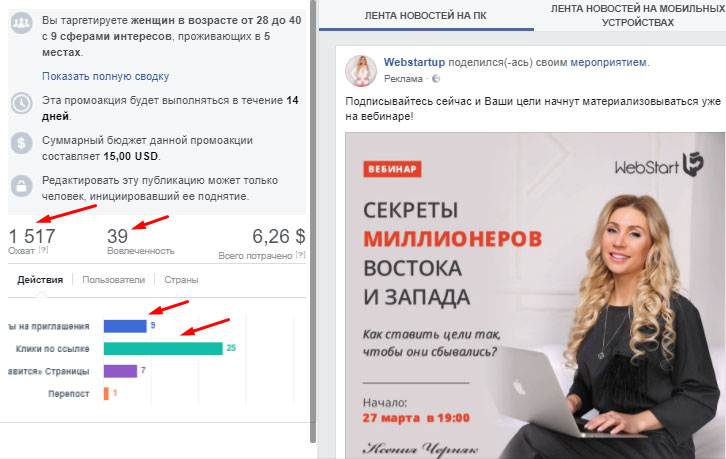 Вы таргетируете женщин в возрасте от 28 до 40
с 9 сферами интересов, проживающих в 5
местах.
Показать полную сводку
Эта промоакция будет выполняться в течение 14
дней.
Суммарный бюджет данной промоакции
составляет 15,00 USD.
Редактировать эту публикацию может только
человек, инициировавший ее поднятие.
1 517
Охват [?]
39
Вовлеченность
6,26 $
Всего потрачено [?]
Действия
Пользователи
Страны
ы на приглашения 9
Клики по ссылке 25
равится» Страницы 7
Перепост 1
ЛЕНТА НОВОСТЕЙ НА ПК
ЛЕНТА НОВОСТЕЙ НА МОБИЛЬНЫХ
УСТРОЙСТВАХ
Webstartup поделился(-ась) своим мероприятием.
Реклама ·
Подписывайтесь сейчас и Ваши цели начнут материализовываться уже
на вебинаре!
ВЕБИНАР
WebStart
СЕКРЕТЫ
МИЛЛИОНЕРОВ
ВОСТОКА
И ЗАПАДА
Как ставить цели так,
чтобы они сбывались?
Начало:
27 марта в 19:00
Ксения Черняк